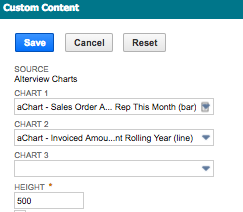 Custom Content
Save Cancel Reset
SOURCE
Alterview Charts
CHART 1
aChart - Sales Order A... Rep This Month (bar)
CHART 2
aChart - Invoiced Amou...nt Rolling Year (line)
CHART 3
HEIGHT *
500